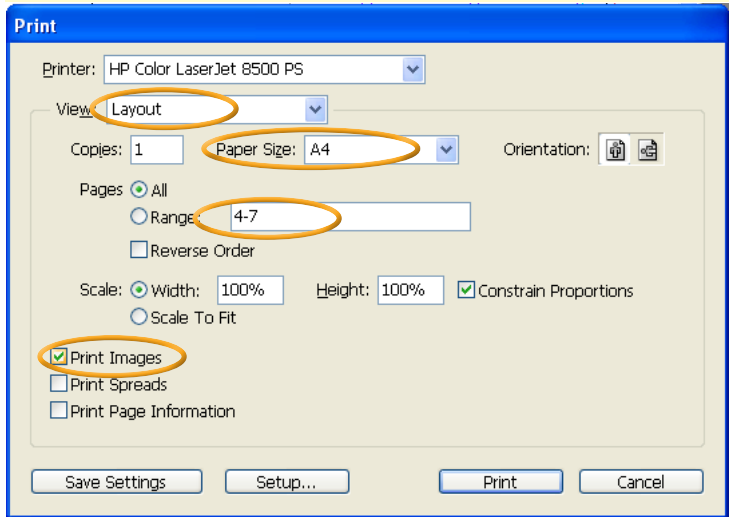 Print
Printer: HP Color LaserJet 8500 PS
View: Layout
Copies: 1 Paper Size: A4 Orientation:
Pages All
Range: 4-7
Reverse Order
Scale: Width: 100% Height: 100% Constrain Proportions
Scale To Fit
Print Images
Print Spreads
Print Page Information
Save Settings Setup... Print Cancel